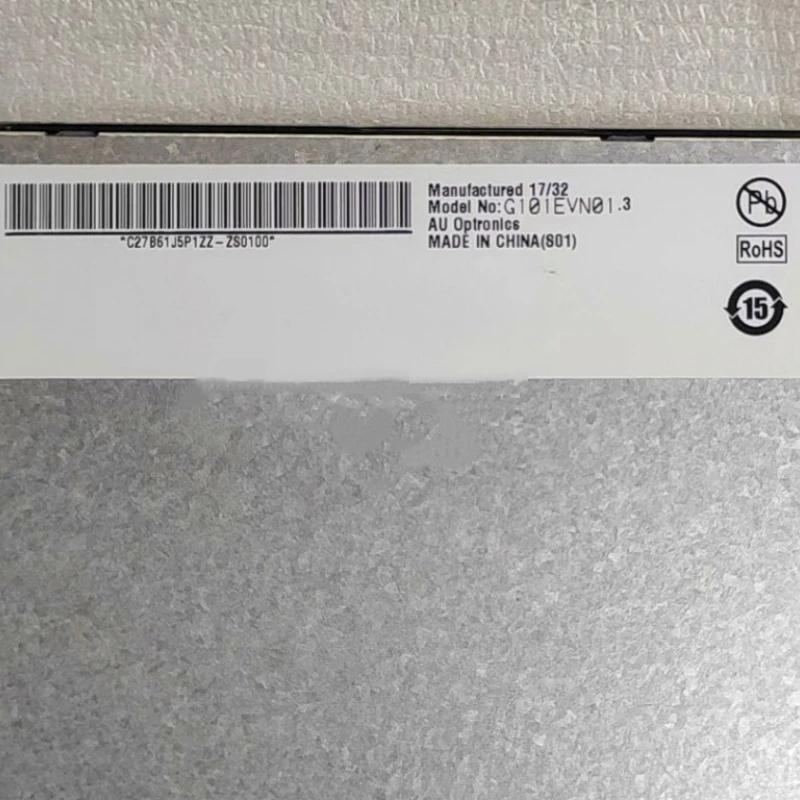 Manufactured 17/32
Model No:G101EVN01.3
AU Optronics
MADE IN CHINA(S01)
*C27B61J5P1ZZ-ZS0100*
Pb
RoHS
15